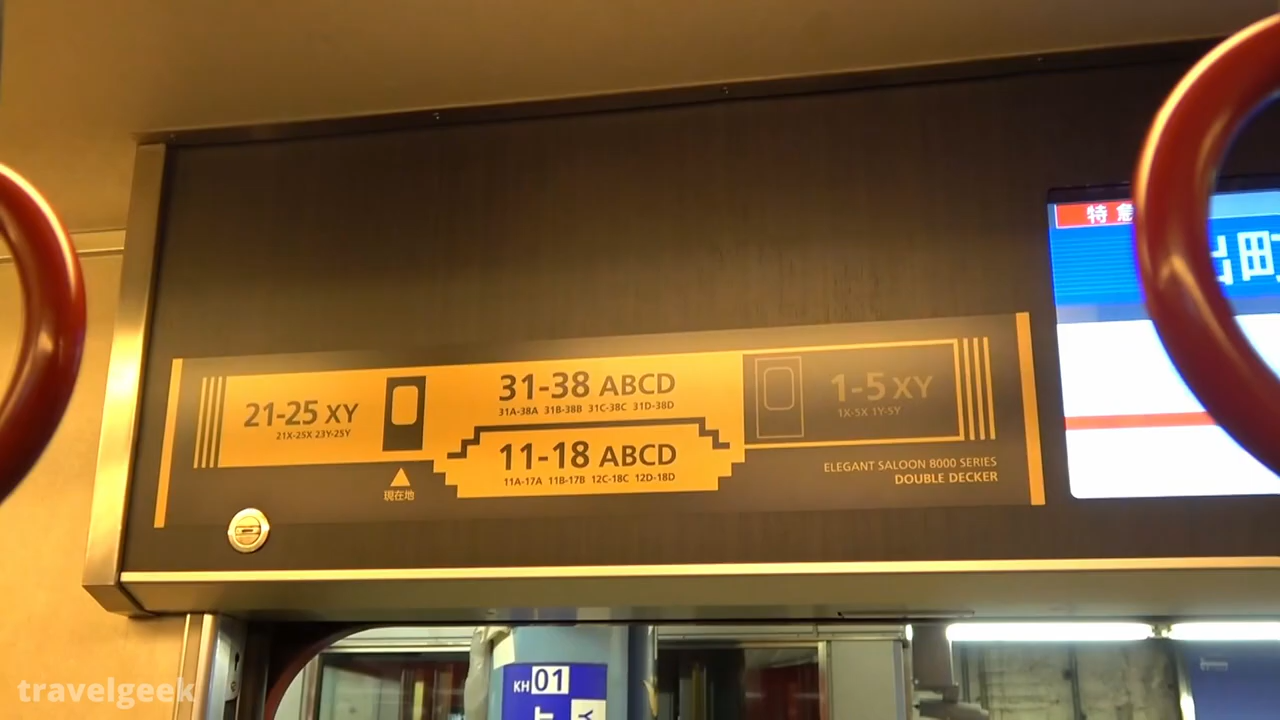 特急
出町
31-38 ABCD
31A-38A 31B-38B 31C-38C 31D-38D
21-25 XY
21X-25X 23Y-25Y
1-5 XY
1X-5X 1Y-5Y
11-18 ABCD
11A-17A 11B-17B 12C-18C 12D-18D
現在地
ELEGANT SALOON 8000 SERIES
DOUBLE DECKER
KH 01
travelgeek